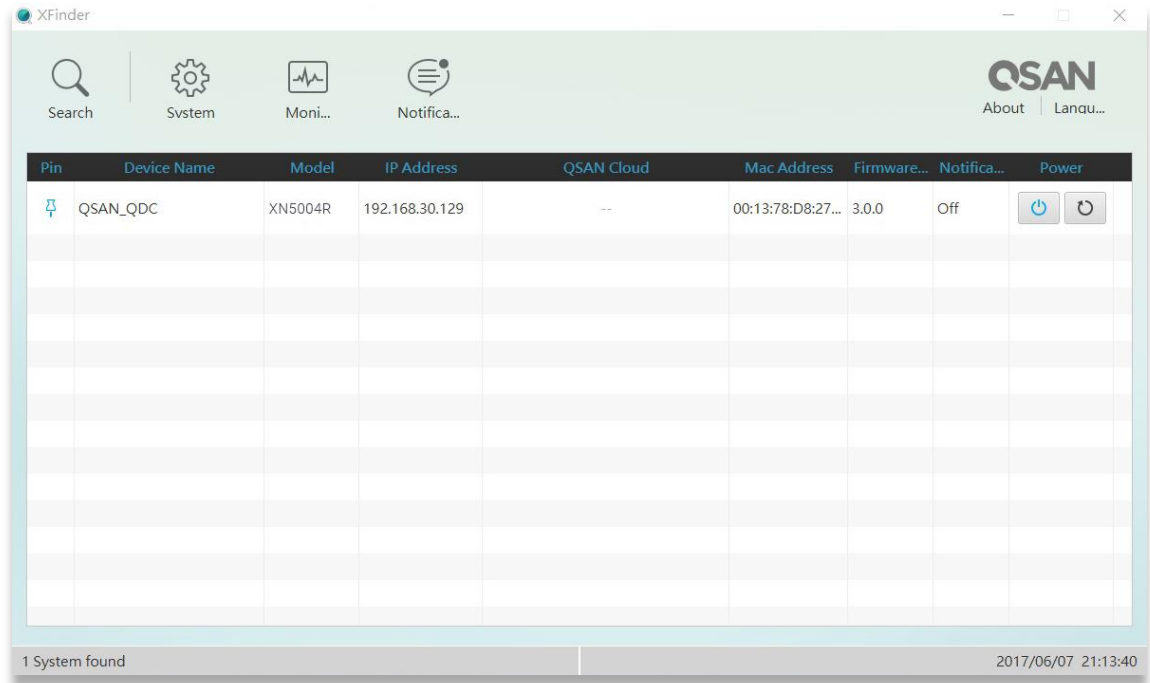 XFinder
Search System Moni... Notifica...
QSAN
About Langu...
Pin Device Name Model IP Address QSAN Cloud Mac Address Firmware... Notifica... Power
QSAN_QDC XN5004R 192.168.30.129 -- 00:13:78:D8:27... 3.0.0 Off
1 System found 2017/06/07 21:13:40